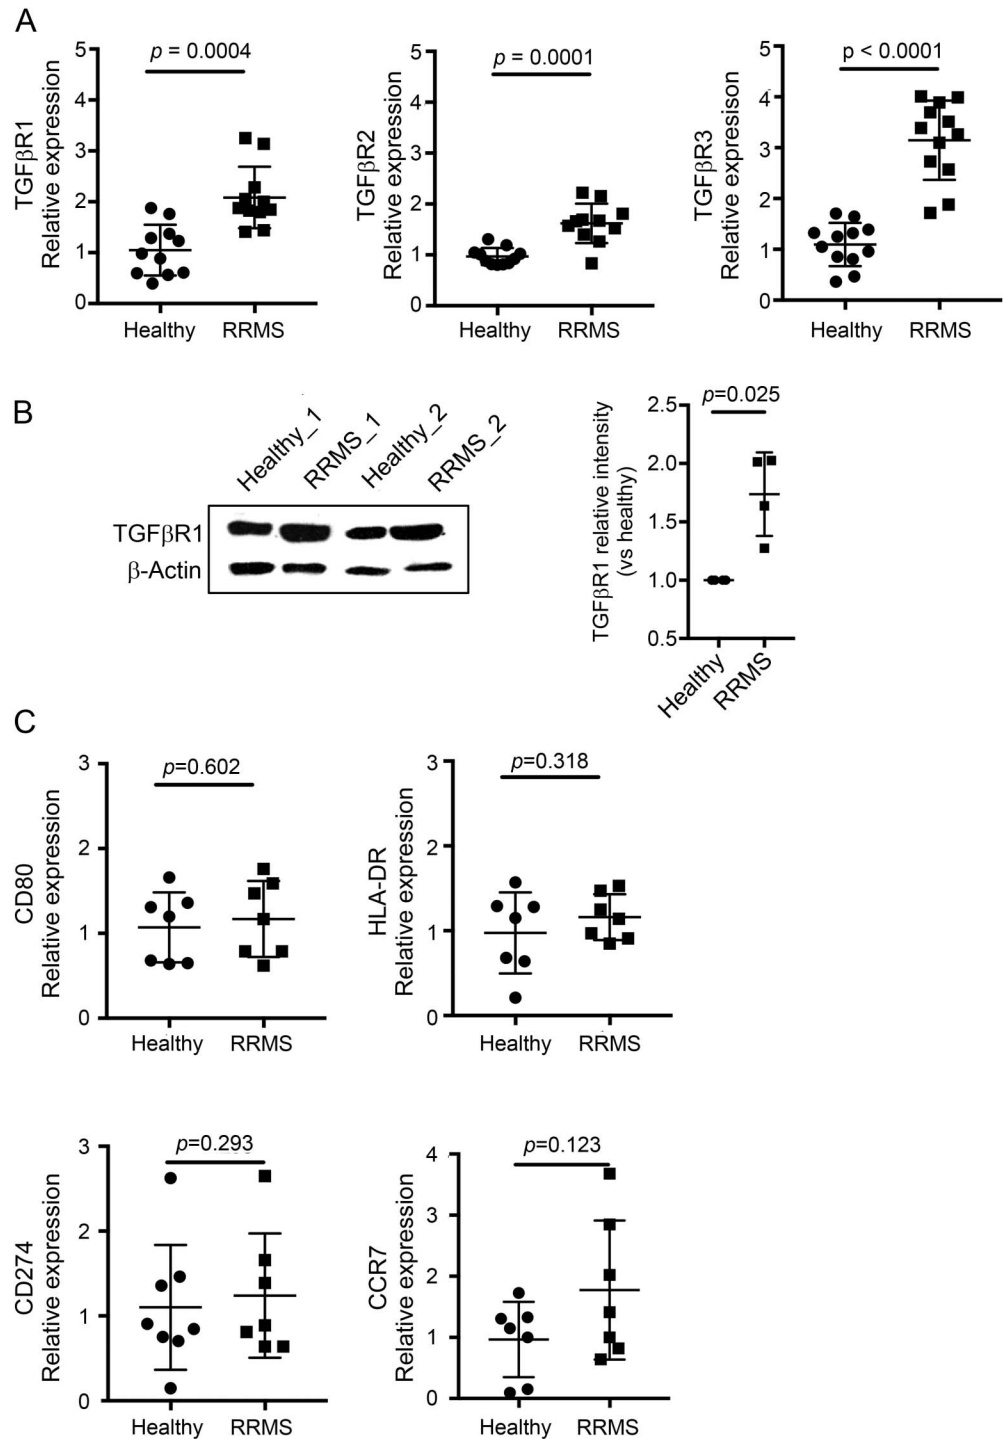 A
p = 0.0004
TGFβR1
Relative expression
5
4
3
2
1
0
Healthy
RRMS
p = 0.0001
TGFβR2
Relative expression
5
4
3
2
1
0
Healthy
RRMS
p < 0.0001
TGFβR3
Relative expresison
5
4
3
2
1
0
Healthy
RRMS
B
Healthy_1
RRMS_1
Healthy_2
RRMS_2
TGFβR1
β-Actin
p=0.025
TGFβR1 relative intensity
(vs healthy)
2.5
2.0
1.5
1.0
0.5
Healthy
RRMS
C
p=0.602
CD80
Relative expression
3
2
1
0
Healthy
RRMS
p=0.318
HLA-DR
Relative expression
3
2
1
0
Healthy
RRMS
p=0.293
CD274
Relative expression
3
2
1
0
Healthy
RRMS
p=0.123
CCR7
Relative expression
4
3
2
1
0
Healthy
RRMS